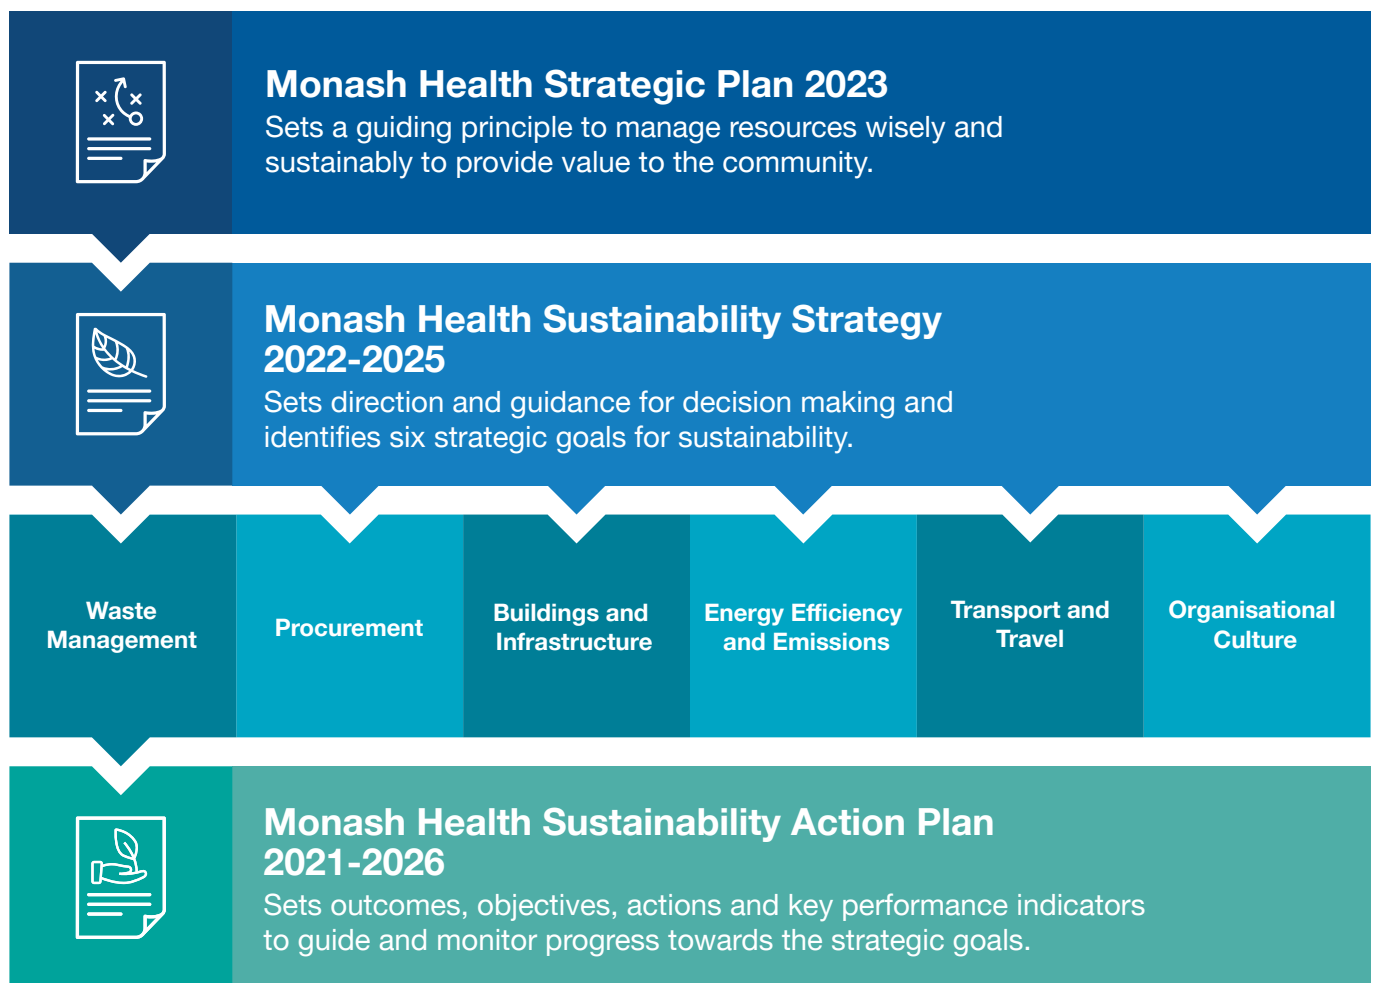 Monash Health Strategic Plan 2023
Sets a guiding principle to manage resources wisely and
sustainably to provide value to the community.
Monash Health Sustainability Strategy
2022-2025
Sets direction and guidance for decision making and
identifies six strategic goals for sustainability.
Waste
Management
Procurement
Buildings and
Infrastructure
Energy Efficiency
and Emissions
Transport and
Travel
Organisational
Culture
Monash Health Sustainability Action Plan
2021-2026
Sets outcomes, objectives, actions and key performance indicators
to guide and monitor progress towards the strategic goals.